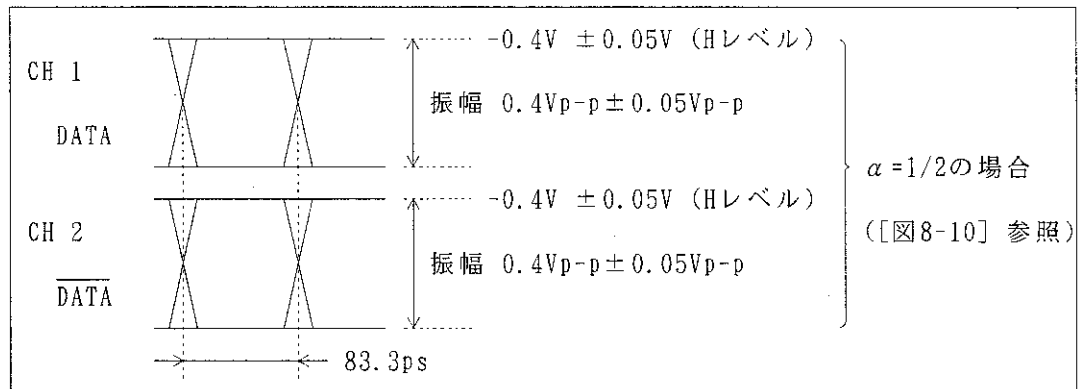 -0.4V ±0.05V (Hレベル)
CH 1
振幅 0.4Vp-p±0.05Vp-p
DATA
α=1/2の場合
-0.4V ±0.05V (Hレベル)
([図8-10] 参照)
CH 2
振幅 0.4Vp-p±0.05Vp-p
DATA
83.3ps